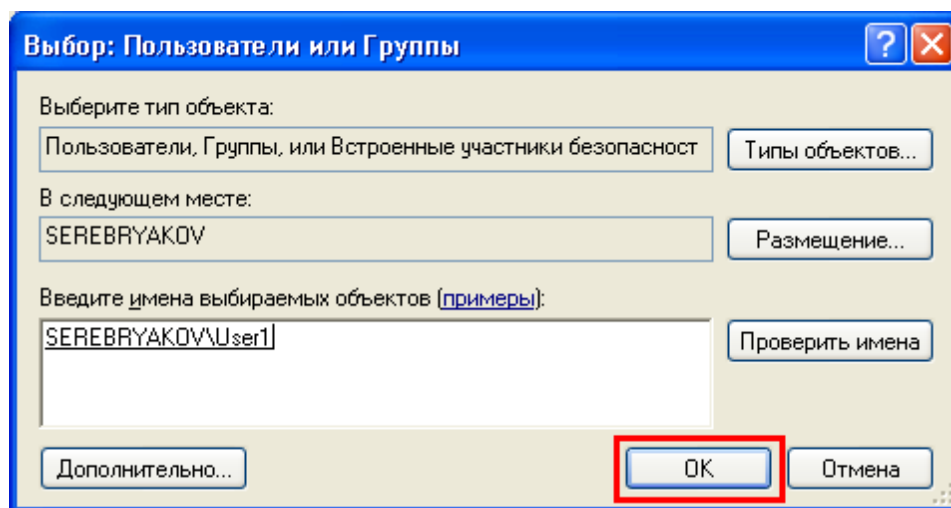 Выбор: Пользователи или Группы
Выберите тип объекта:
Пользователи, Группы, или Встроенные участники безопасност
Типы объектов...
В следующем месте:
SEREBRYAKOV
Размещение...
Введите имена выбираемых объектов (примеры):
SEREBRYAKOV\User1
Проверить имена
Дополнительно...
ОК
Отмена